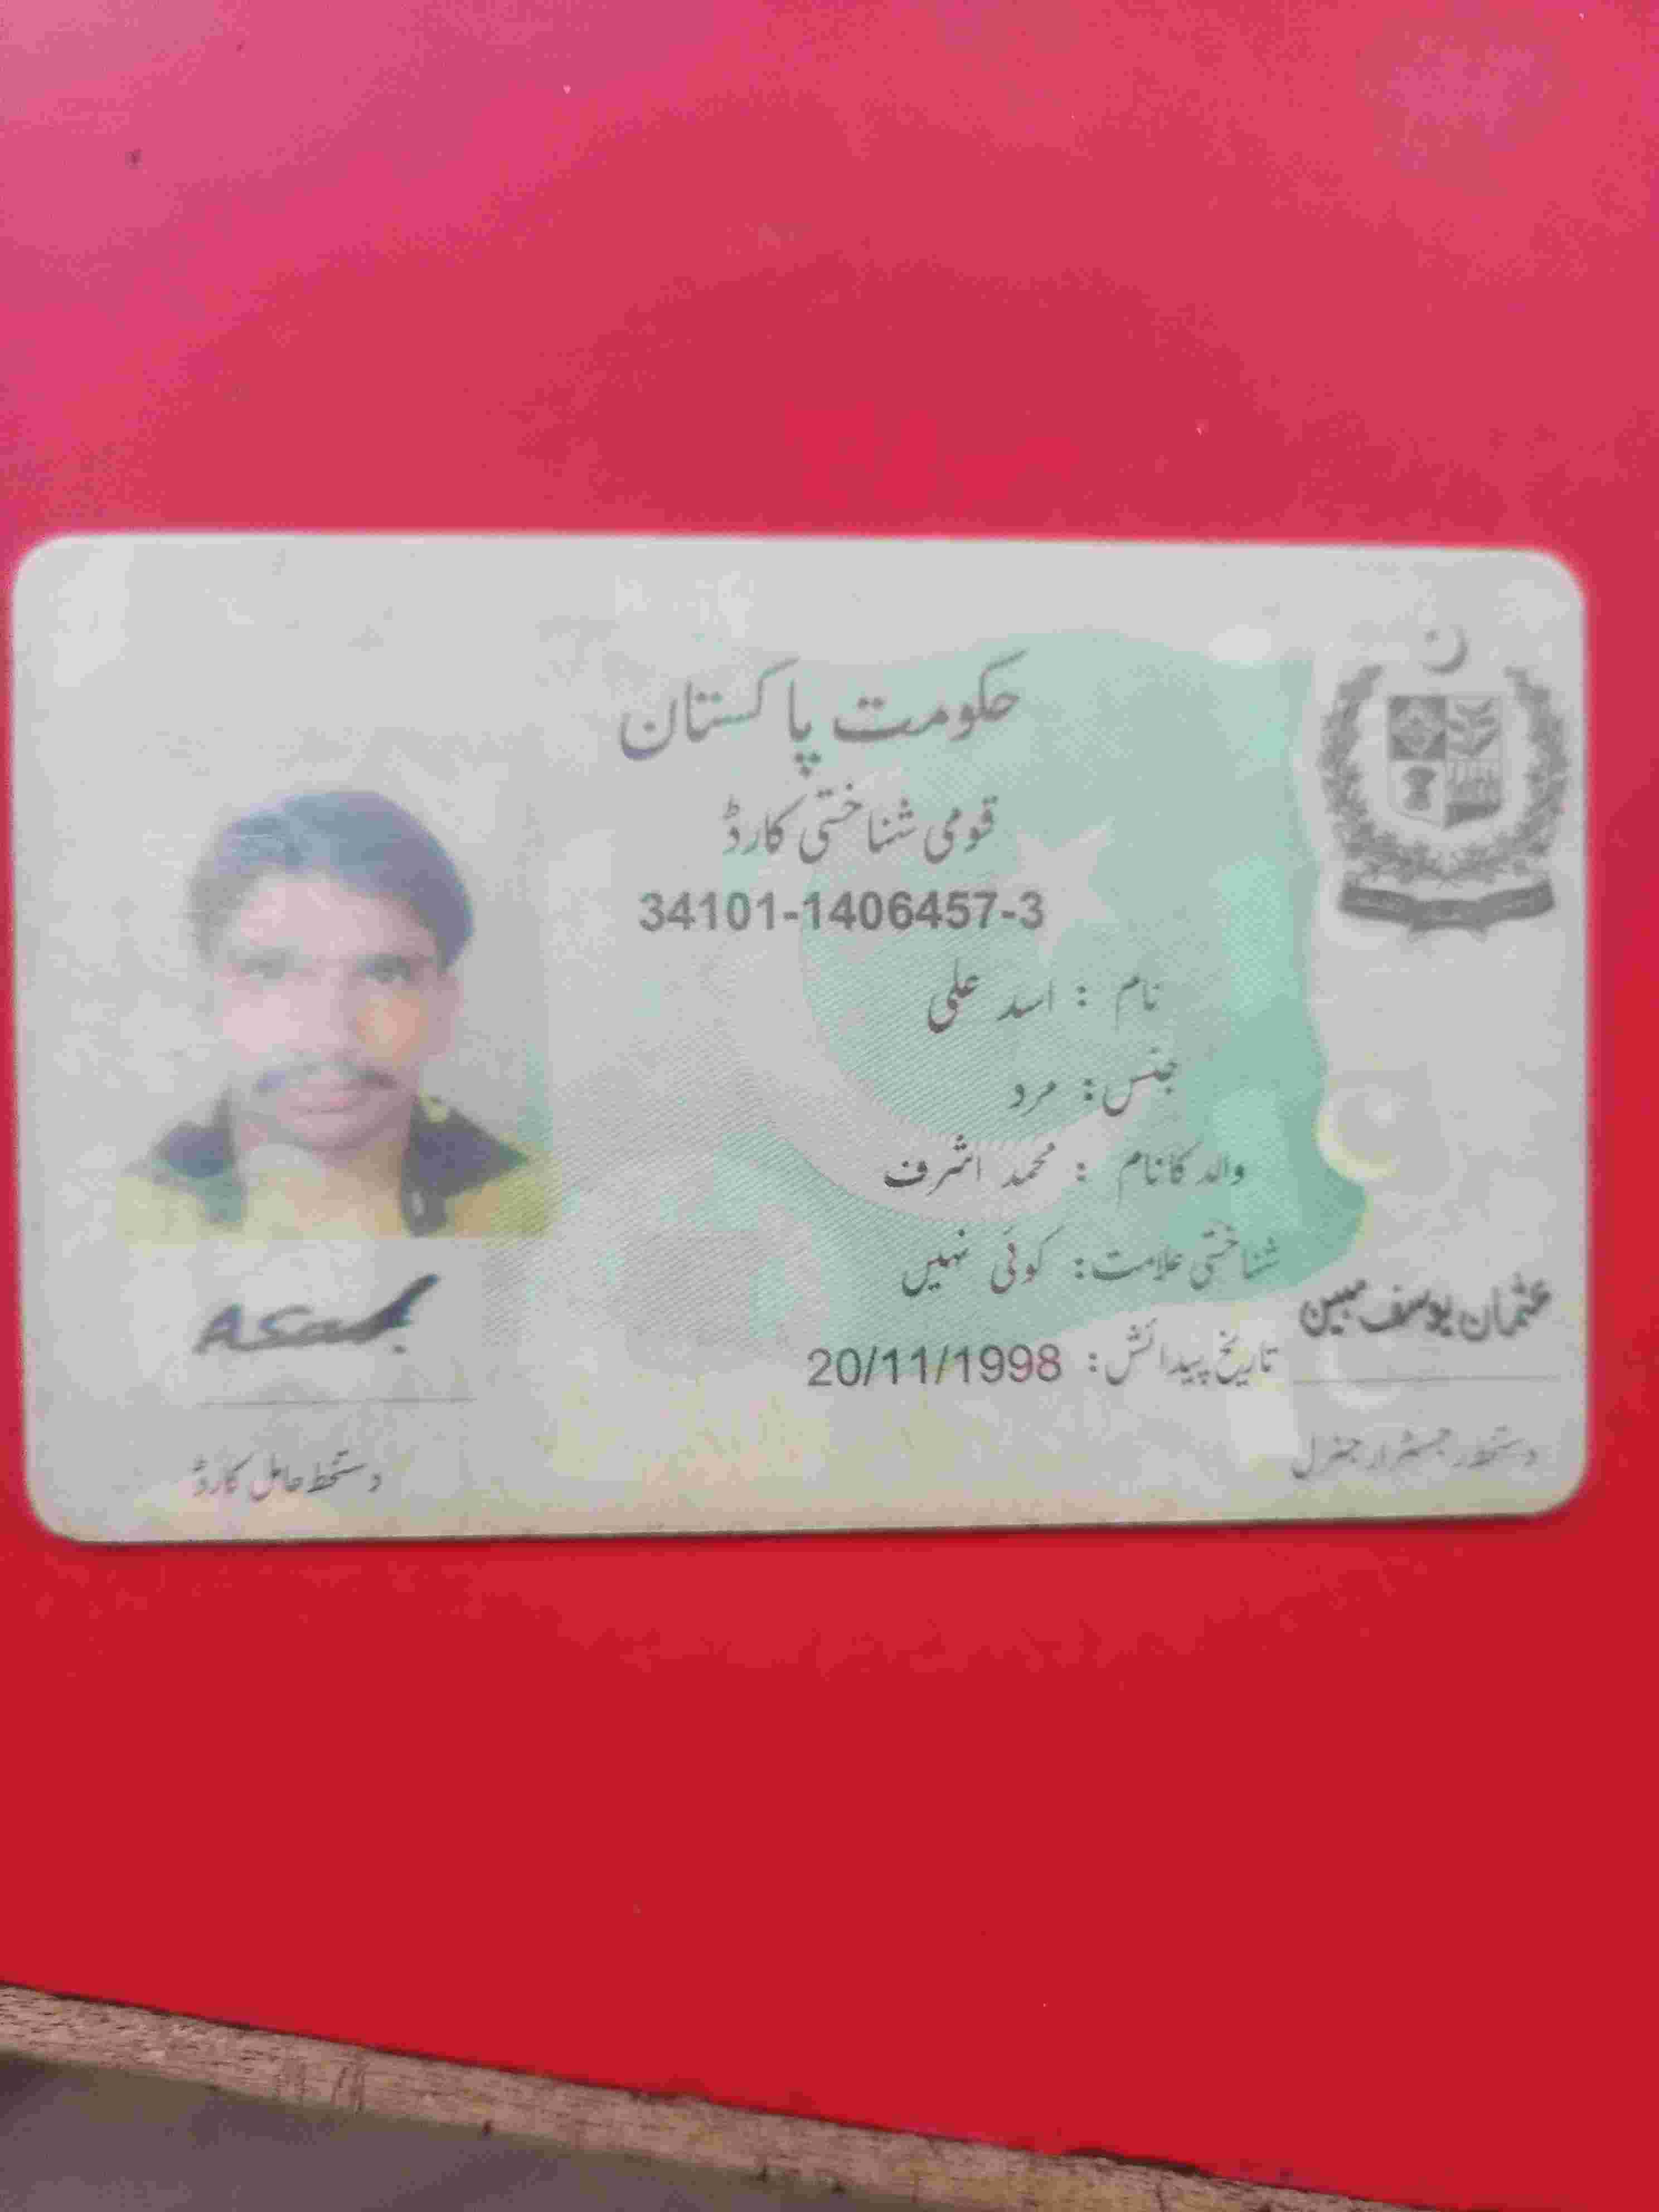 حکومت پاکستان
قومی شناختی کارڈ
34101-1406457-3
نام : اسد علی
جنس: مرد
والد کا نام : محمد اشرف
شناختی علامت: کوئی نہیں
تاریخ پیدائش: 20/11/1998
عثمان یوسف مبین
دستخط رجسٹرار جنرل
Asad
دستخط حامل کارڈ